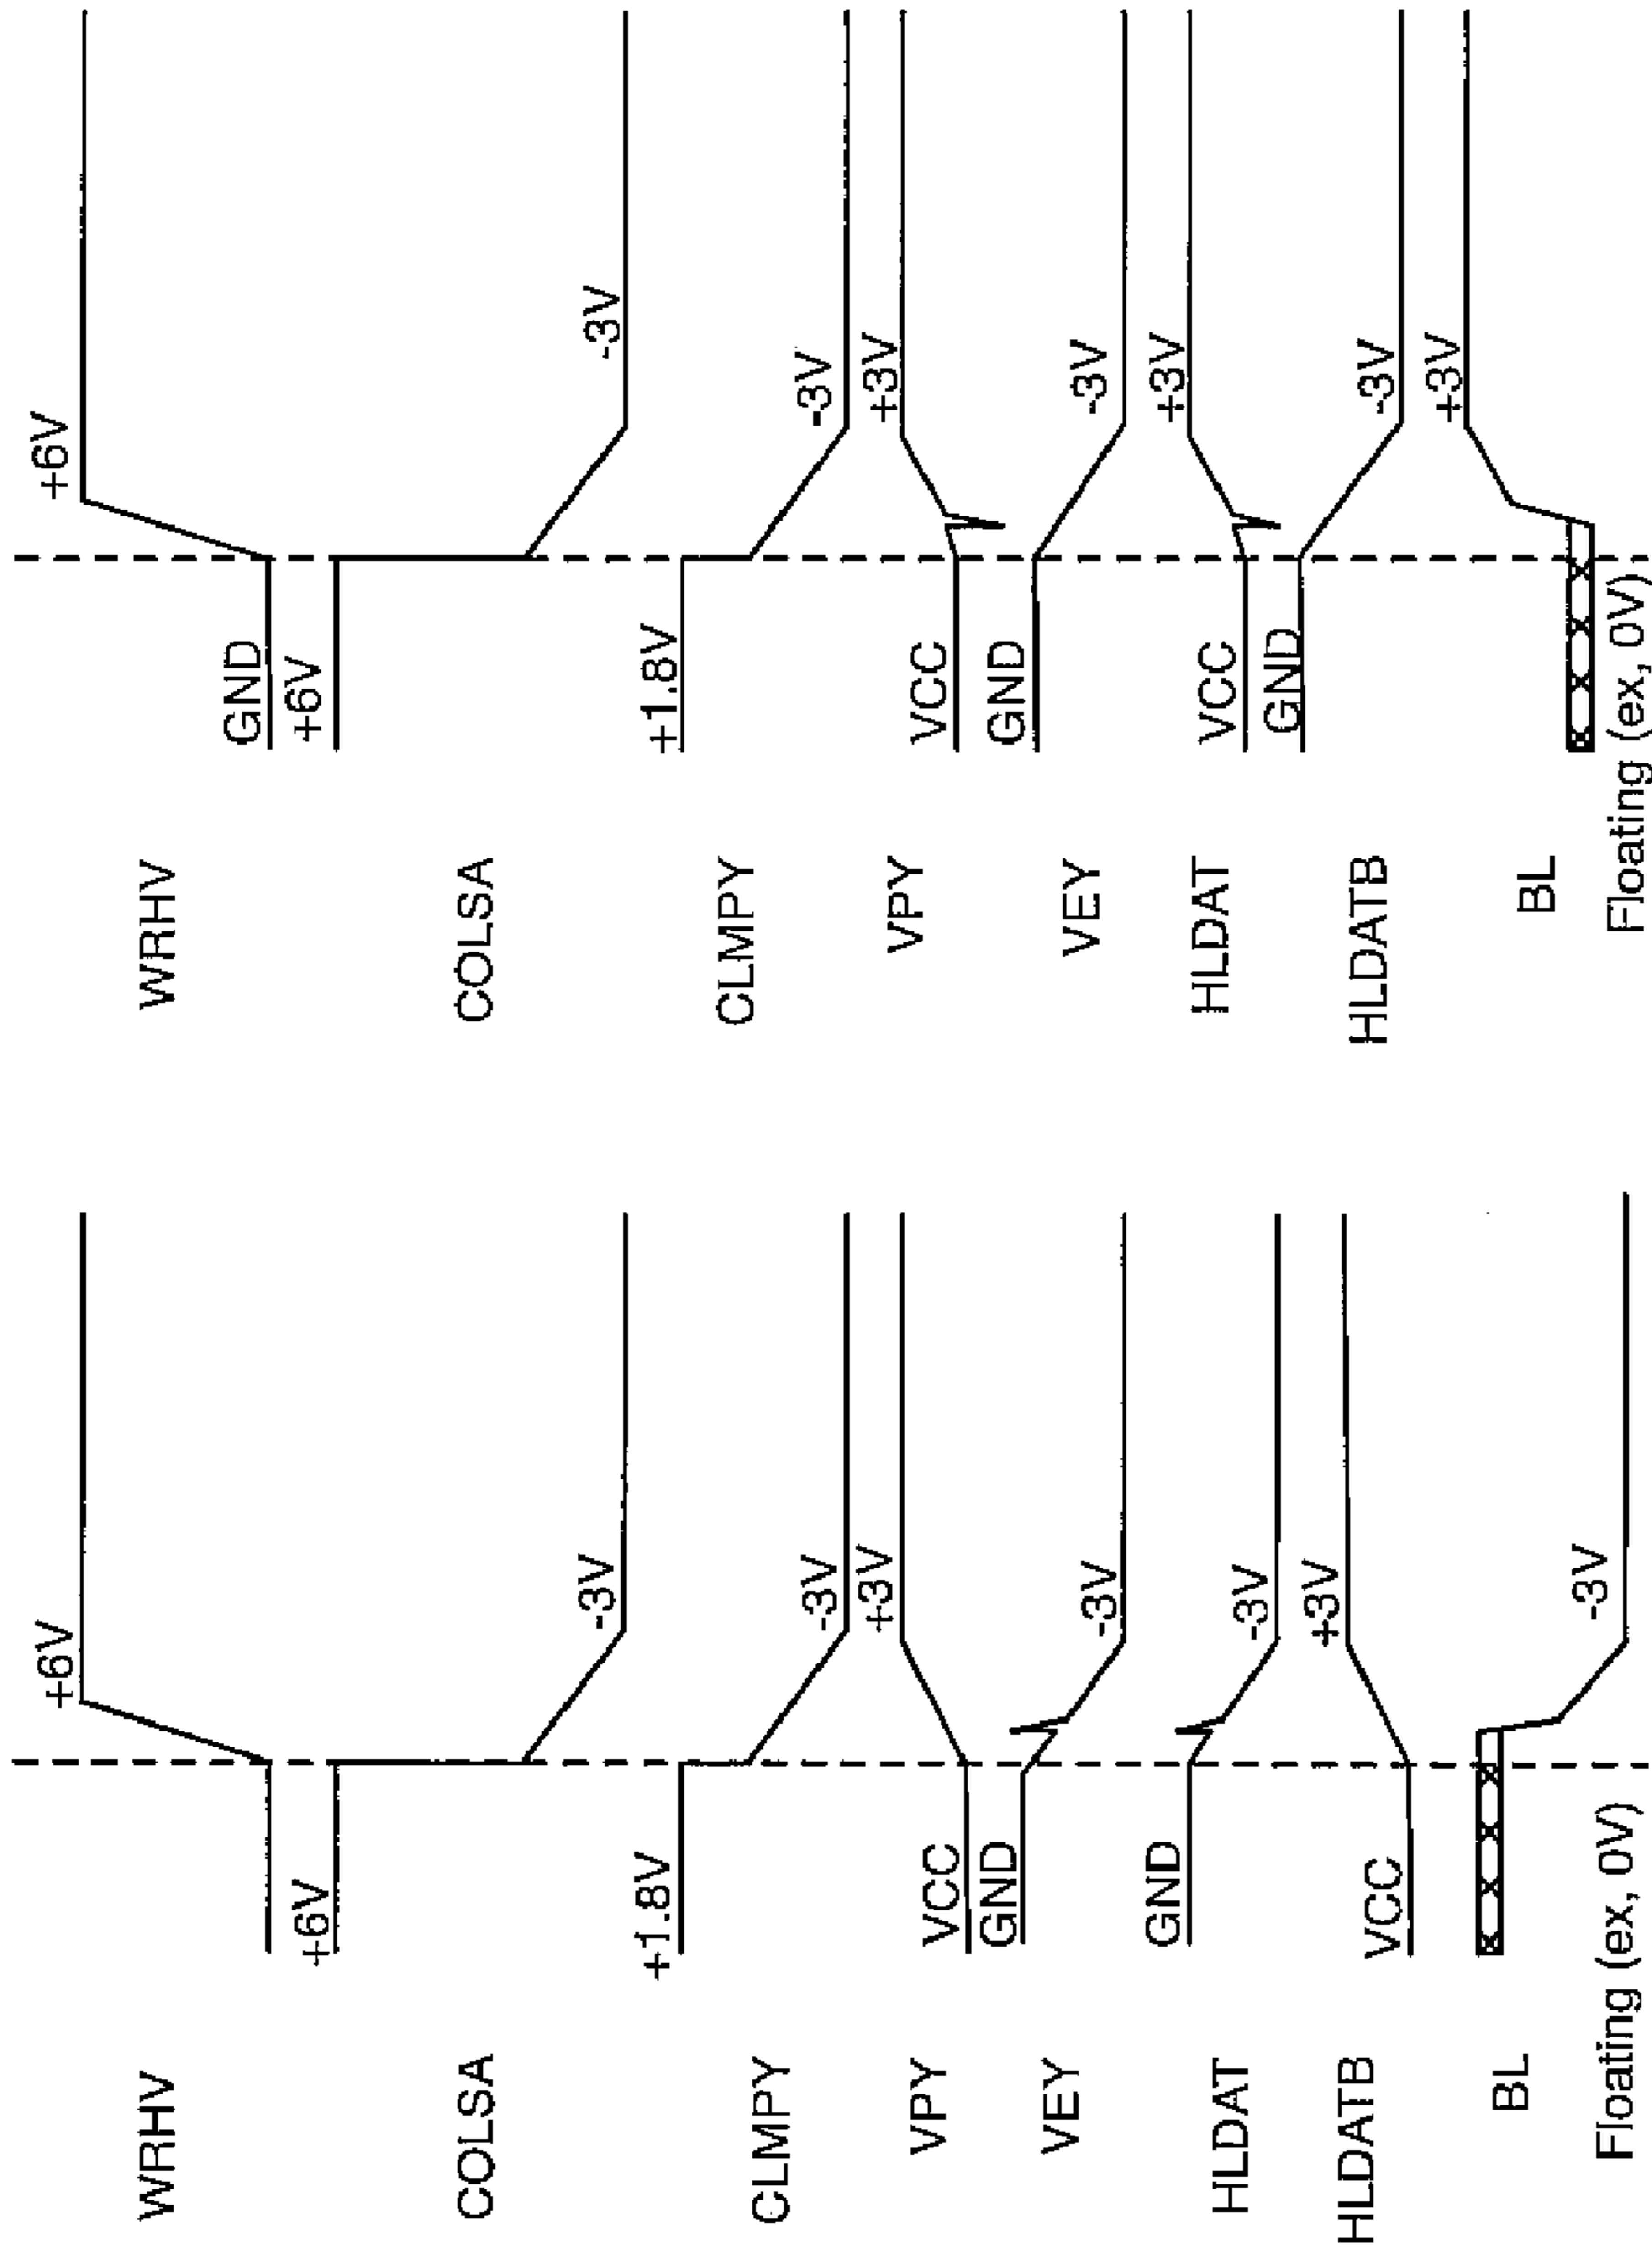 WRHV +6V
COLSA +6V -3V
CLMPY +1.8V -3V
VPY VCC +3V
VEY GND -3V
HLDAT GND -3V
HLDATB VCC +3V
BL -3V
Floating (ex, 0V)
WRHV GND +6V
COLSA +6V -3V
CLMPY +1.8V -3V
VPY VCC +3V
VEY GND -3V
HLDAT VCC +3V
HLDATB GND -3V
BL +3V
Floating (ex, 0V)